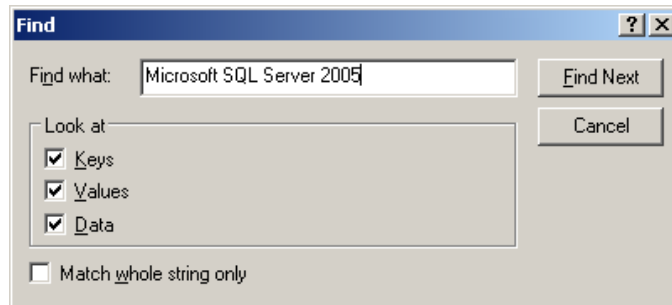 Find
Find what: Microsoft SQL Server 2005 Find Next
Look at Cancel
Keys
Values
Data
Match whole string only